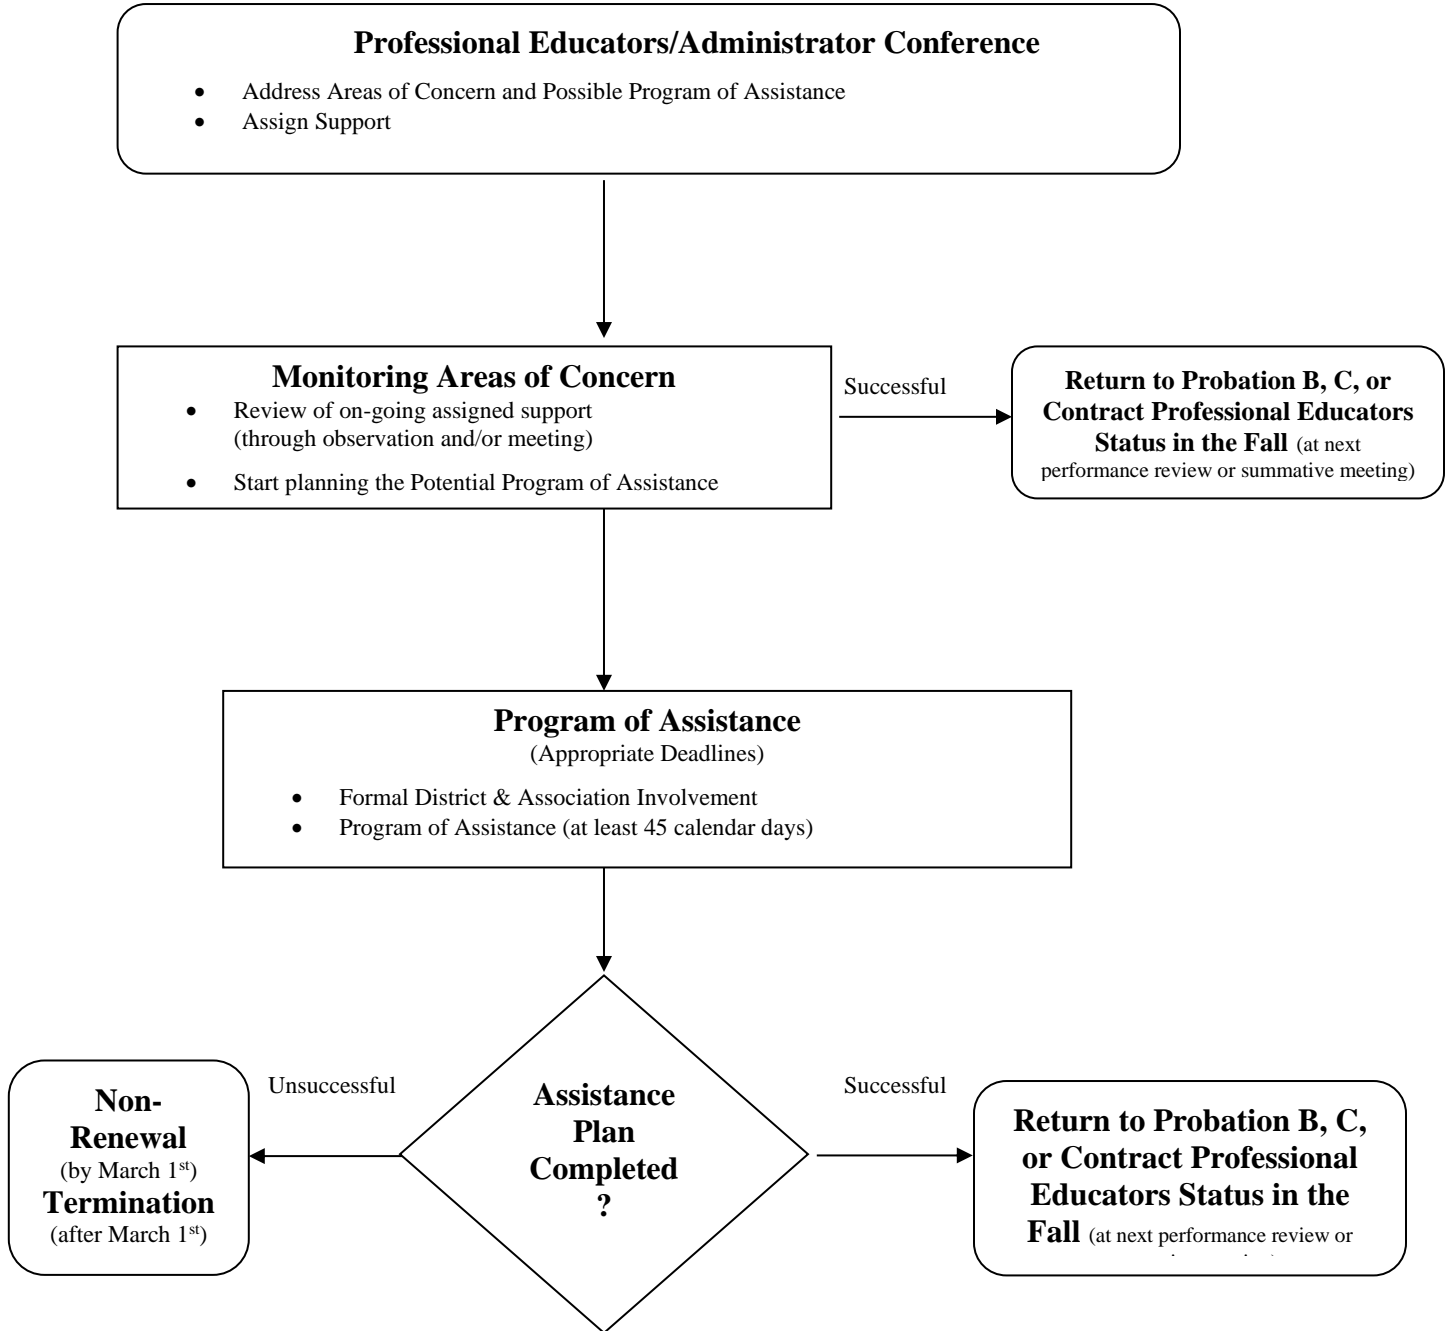 Professional Educators/Administrator Conference
• Address Areas of Concern and Possible Program of Assistance
• Assign Support
Monitoring Areas of Concern
• Review of on-going assigned support
(through observation and/or meeting)
• Start planning the Potential Program of Assistance
Successful
Return to Probation B, C, or
Contract Professional Educators
Status in the Fall (at next
performance review or summative meeting)
Program of Assistance
(Appropriate Deadlines)
• Formal District & Association Involvement
• Program of Assistance (at least 45 calendar days)
Assistance
Plan
Completed
?
Unsuccessful
Non-
Renewal
(by March 1st)
Termination
(after March 1st)
Successful
Return to Probation B, C,
or Contract Professional
Educators Status in the
Fall (at next performance review or